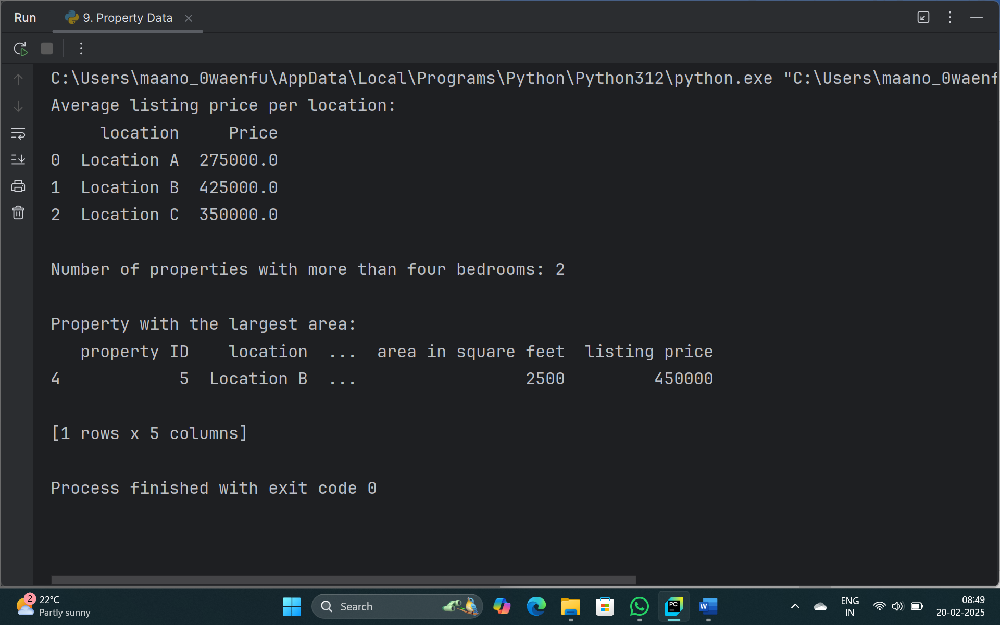 Run
9. Property Data
C:\Users\maano_0waenfu\AppData\Local\Programs\Python\Python312\python.exe "C:\Users\maano_0waenf
Average listing price per location:
location Price
0 Location A 275000.0
1 Location B 425000.0
2 Location C 350000.0
Number of properties with more than four bedrooms: 2
Property with the largest area:
property ID location ... area in square feet listing price
4 5 Location B ... 2500 450000
[1 rows x 5 columns]
Process finished with exit code 0
2
22°C
Partly sunny
Search
PC
W
ENG
IN
08:49
20-02-2025